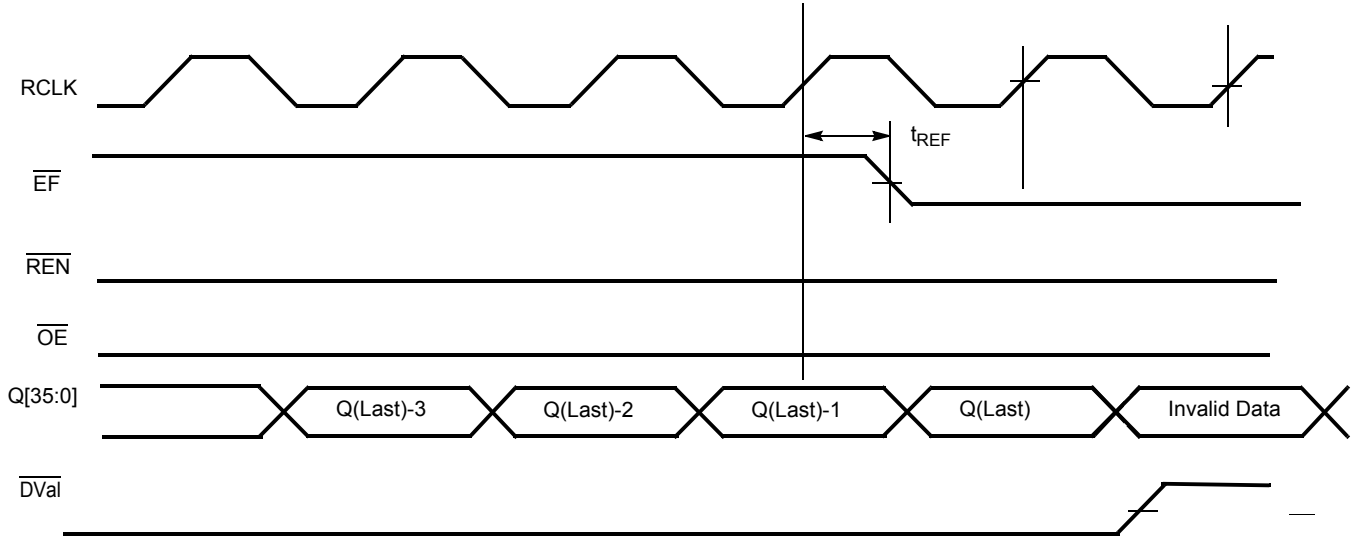 RCLK
tREF
EF
REN
OE
Q[35:0]
Q(Last)-3
Q(Last)-2
Q(Last)-1
Q(Last)
Invalid Data
DVal